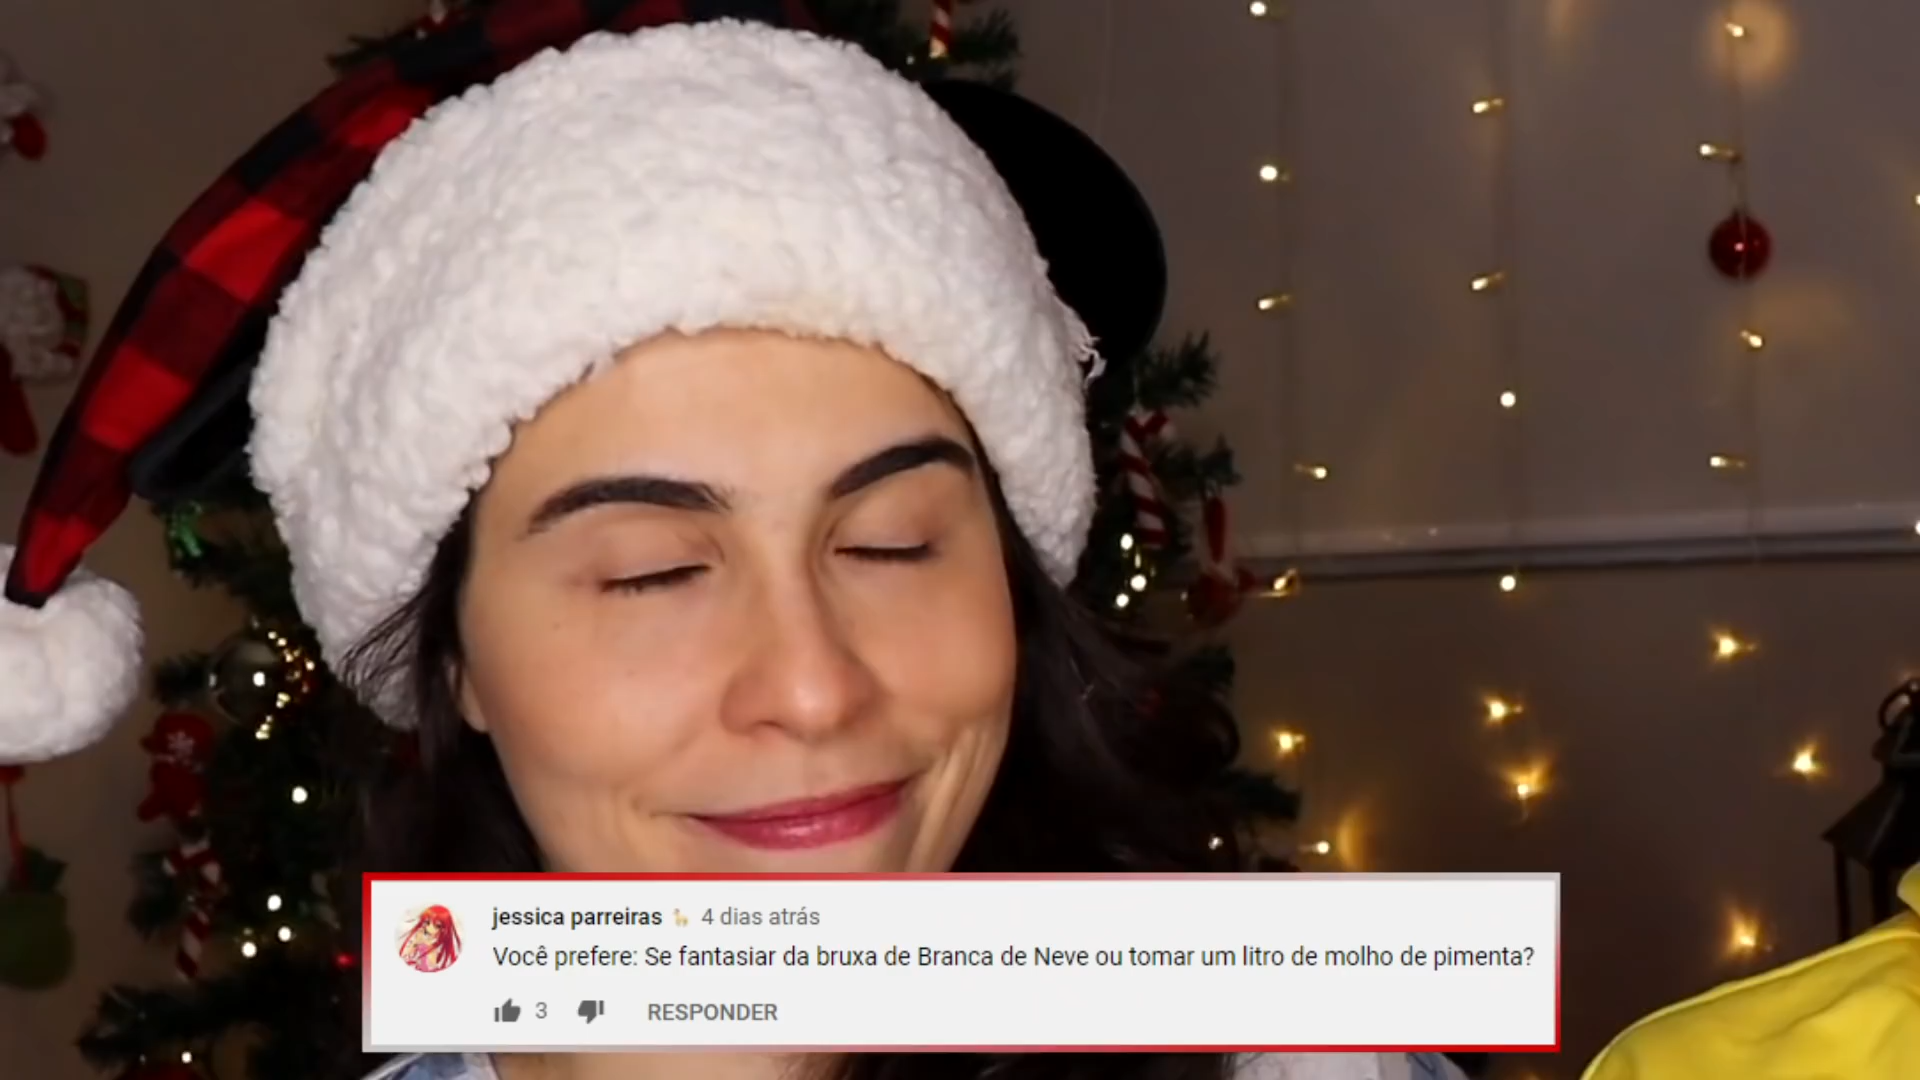 jessica parreiras 4 dias atrás
Você prefere: Se fantasiar da bruxa de Branca de Neve ou tomar um litro de molho de pimenta?
3 RESPONDER